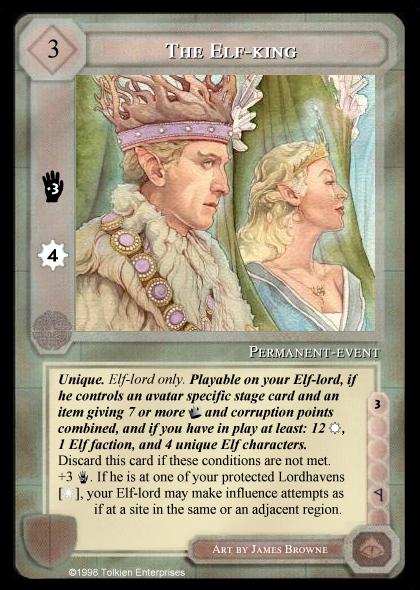 3
THE ELF-KING
3
4
PERMANENT-EVENT
Unique. Elf-lord only. Playable on your Elf-lord, if
he controls an avatar specific stage card and an
item giving 7 or more and corruption points
combined, and if you have in play at least: 12 ,
1 Elf faction, and 4 unique Elf characters.
Discard this card if these conditions are not met.
+3 . If he is at one of your protected Lordhavens
[ ], your Elf-lord may make influence attempts as
if at a site in the same or an adjacent region.
3
ART BY JAMES BROWNE
©1998 Tolkien Enterprises